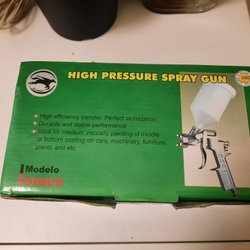 HIGH PRESSURE SPRAY GUN
High efficiency transfer: Perfect atomization
Durable and stable performance
Ideal for medium viscosity painting of middle
or bottom coating on cars, machinery, furniture,
piano, and etc
Modelo